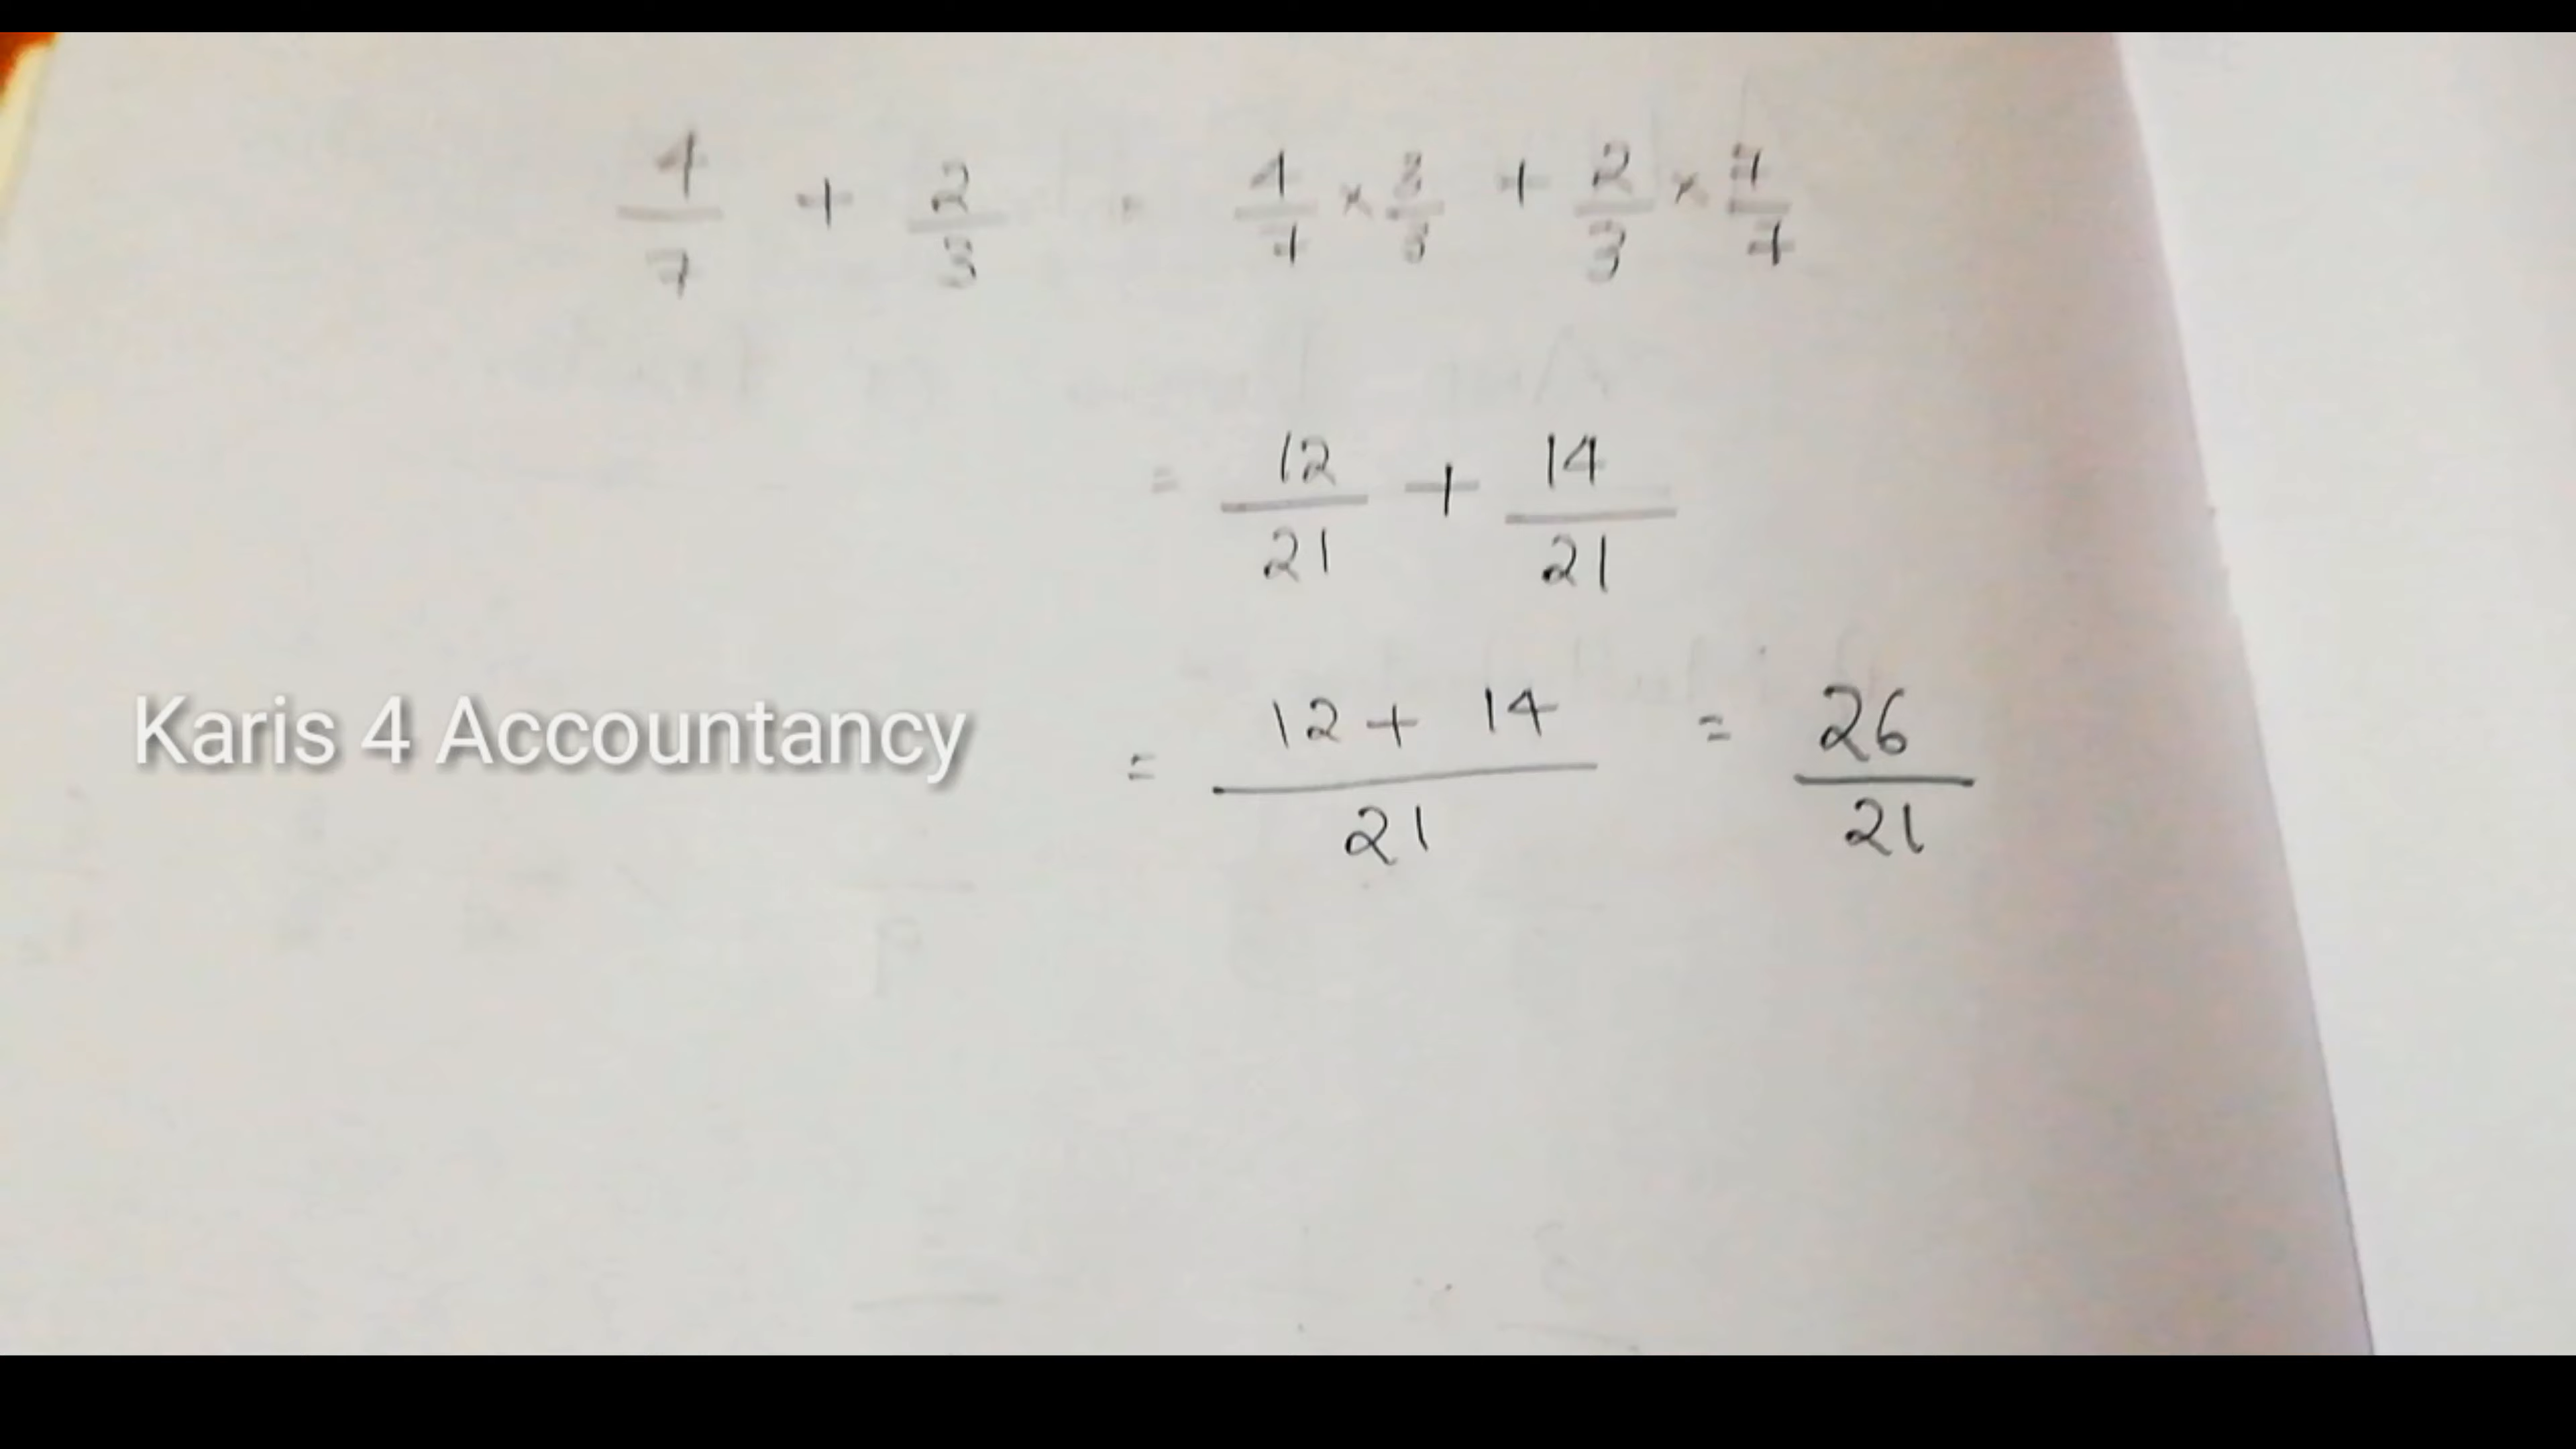 4/7 + 2/3 = 4/7 × 3/3 + 2/3 × 7/7
= 12/21 + 14/21
Karis 4 Accountancy
= 12 + 14/21 = 26/21